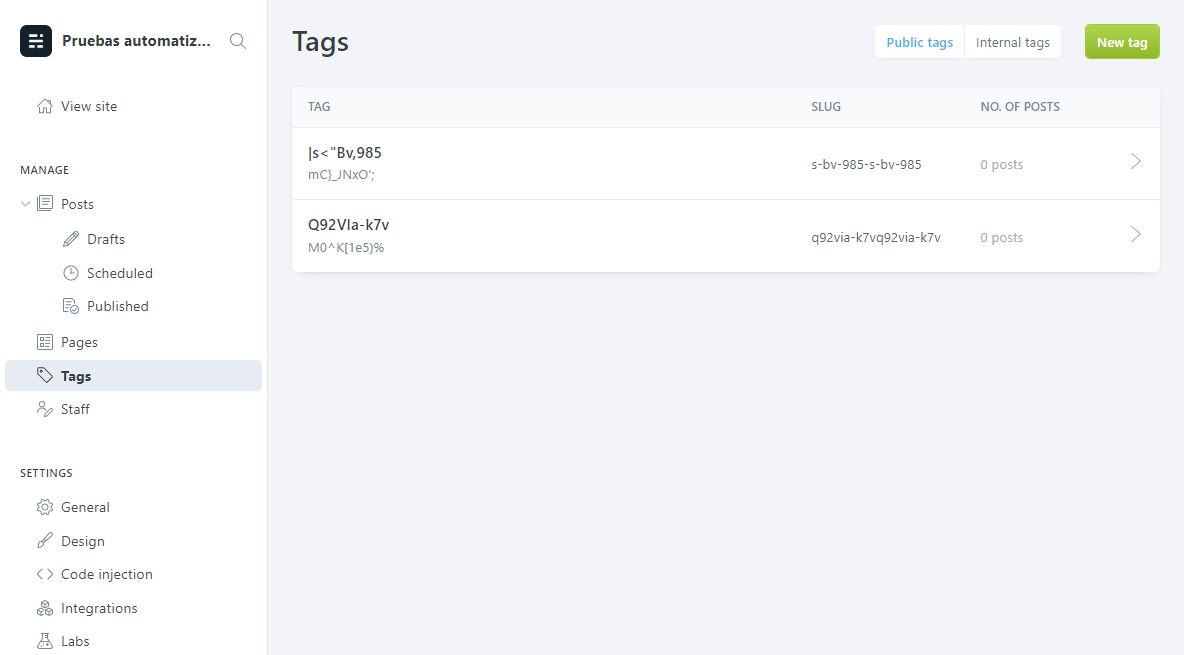 Pruebas automatiz...
View site
MANAGE
Posts
Drafts
Scheduled
Published
Pages
Tags
Staff
SETTINGS
General
Design
Code injection
Integrations
Labs
Tags
Public tags Internal tags New tag
TAG SLUG NO. OF POSTS
|s<"Bv,985
mC}_JNxO';
s-bv-985-s-bv-985 0 posts
Q92VIa-k7v
M0^K[1e5)%
q92via-k7vq92via-k7v 0 posts